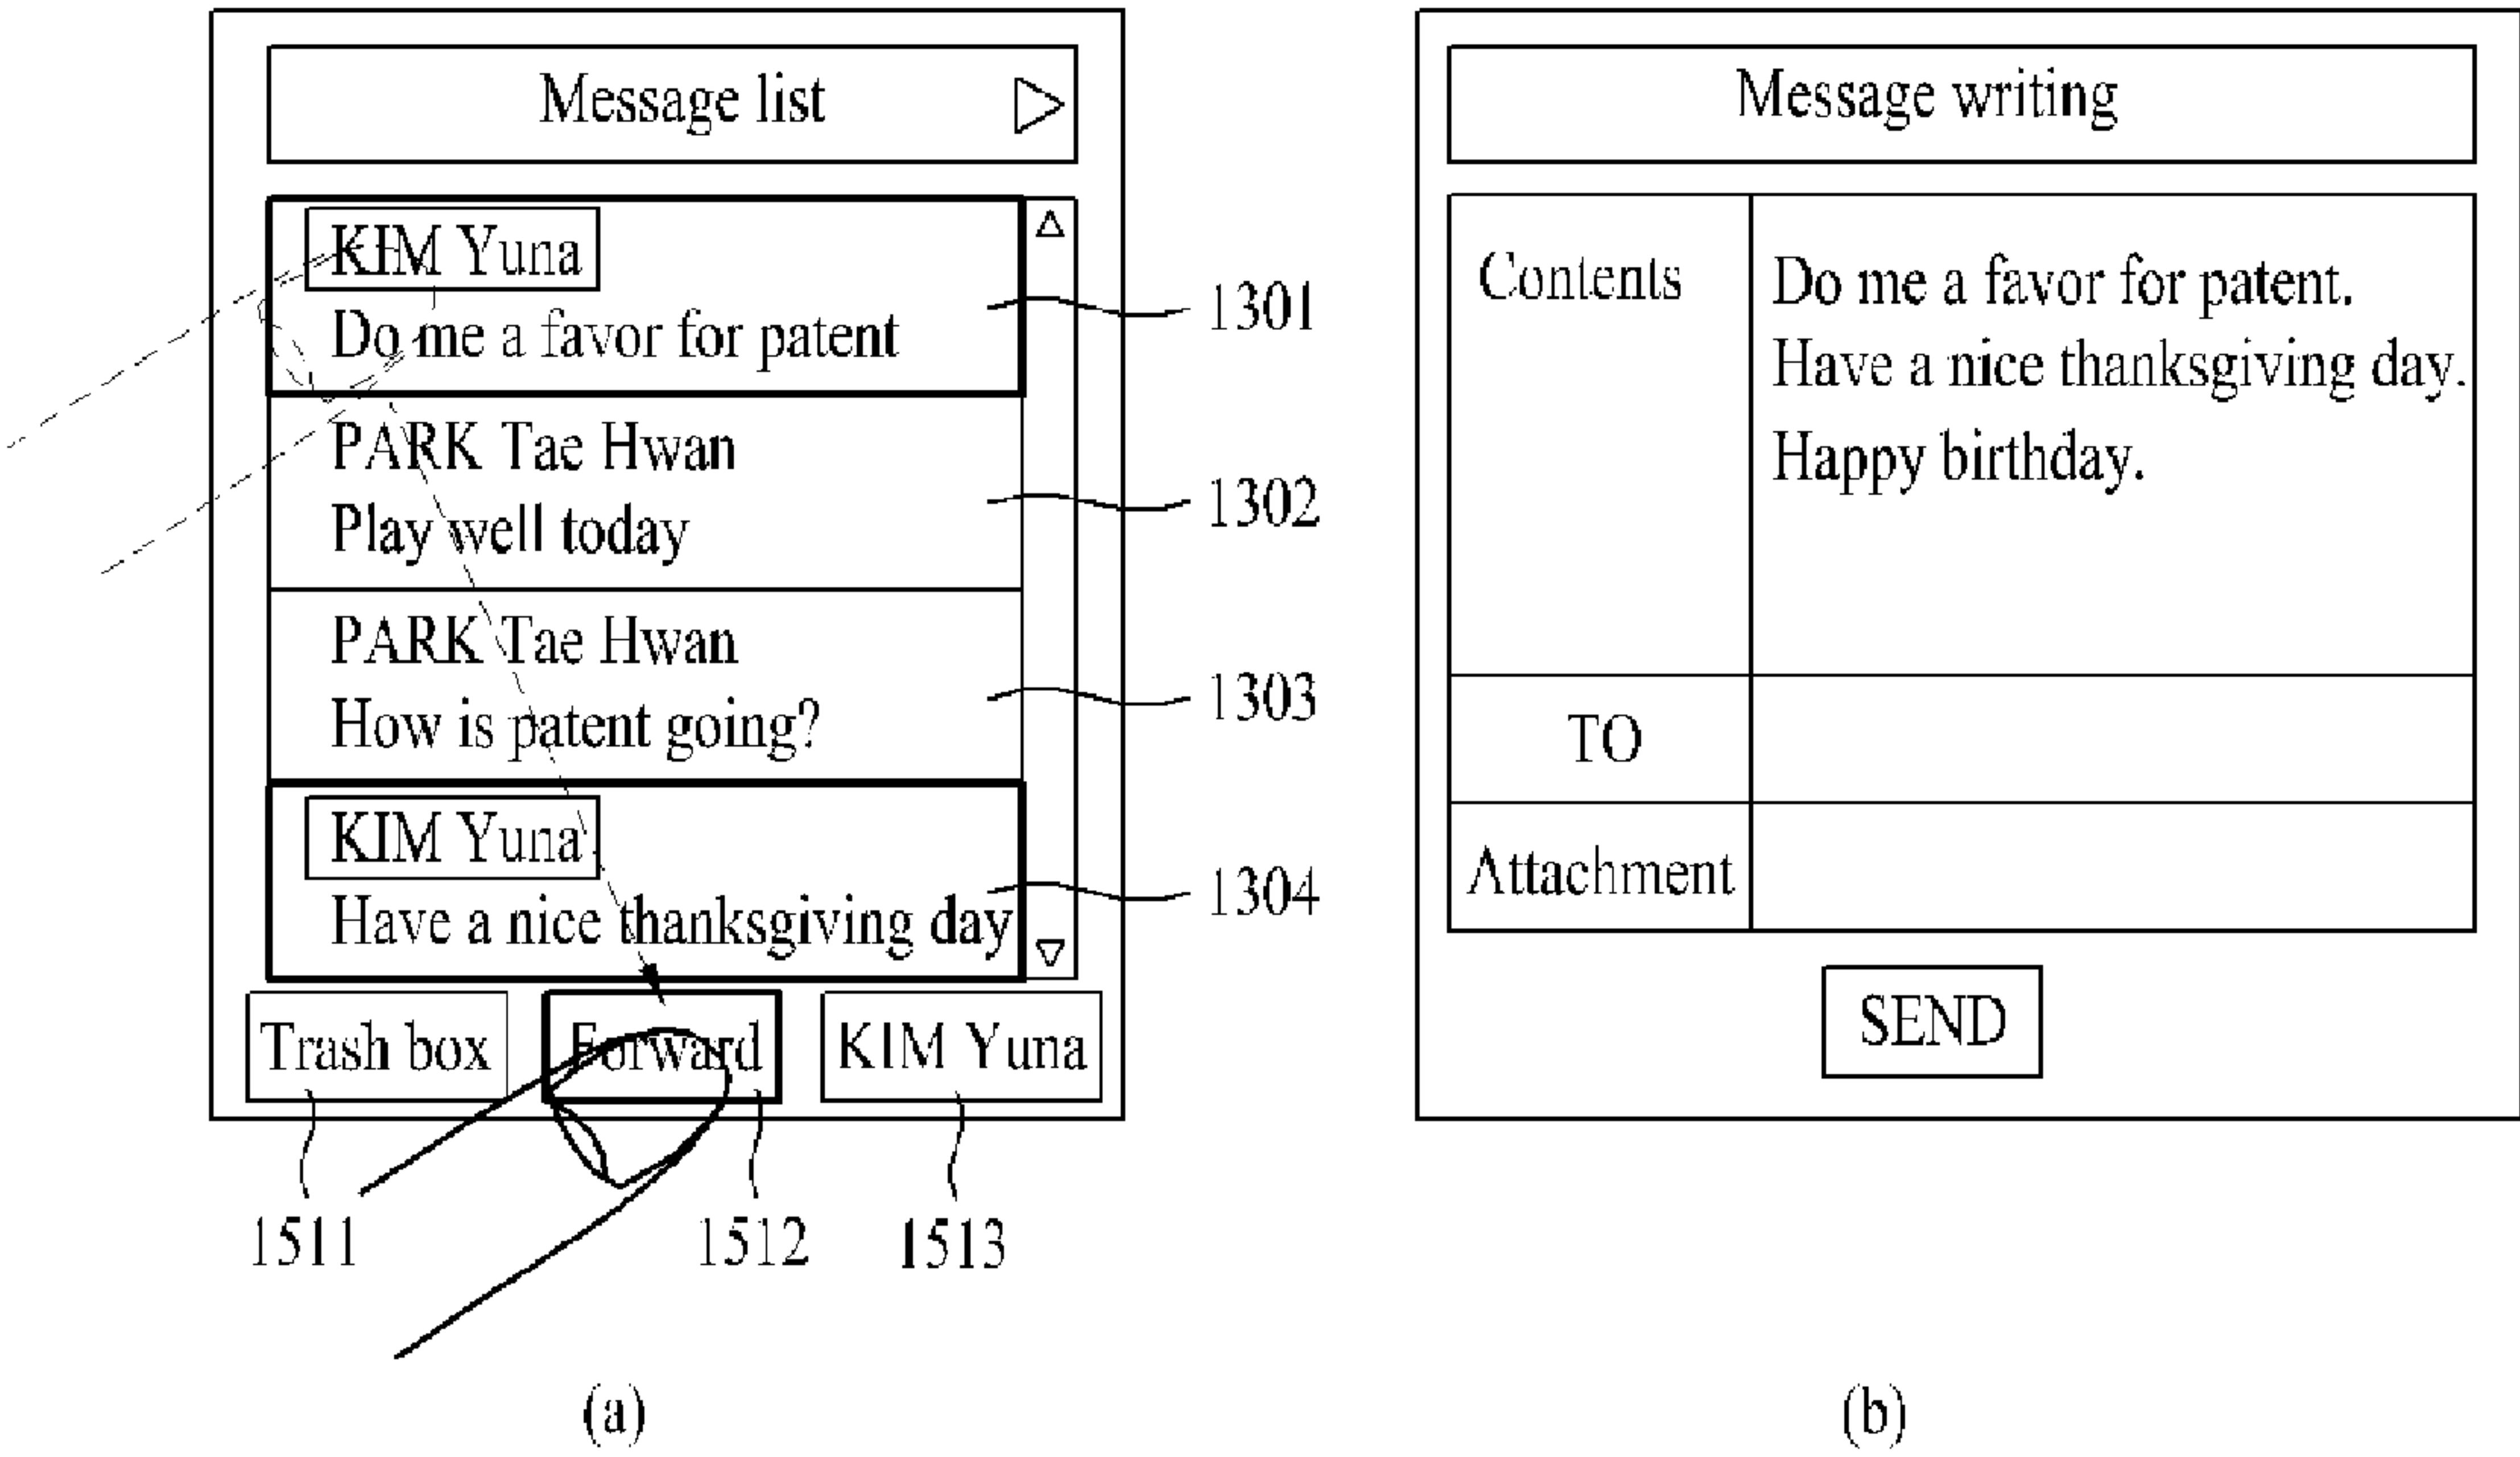 Message list
KIM Yuna
Do me a favor for patent
1301
PARK Tae Hwan
Play well today
1302
PARK Tae Hwan
How is patent going?
1303
KIM Yuna
Have a nice thanksgiving day
1304
Trash box
Forward
KIM Yuna
1511
1512
1513
(a)
Message writing
Contents
Do me a favor for patent.
Have a nice thanksgiving day.
Happy birthday.
TO
Attachment
SEND
(b)